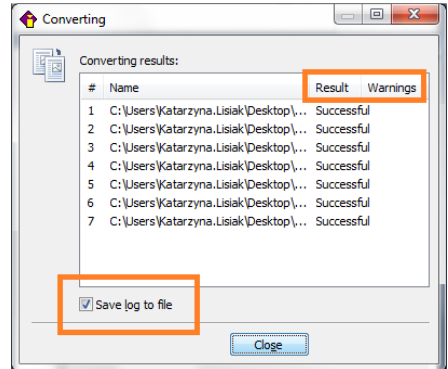 Converting
Converting results:
# Name Result Warnings
1 C:\Users\Katarzyna.Lisiak\Desktop\... Successful
2 C:\Users\Katarzyna.Lisiak\Desktop\... Successful
3 C:\Users\Katarzyna.Lisiak\Desktop\... Successful
4 C:\Users\Katarzyna.Lisiak\Desktop\... Successful
5 C:\Users\Katarzyna.Lisiak\Desktop\... Successful
6 C:\Users\Katarzyna.Lisiak\Desktop\... Successful
7 C:\Users\Katarzyna.Lisiak\Desktop\... Successful
Save log to file
Close